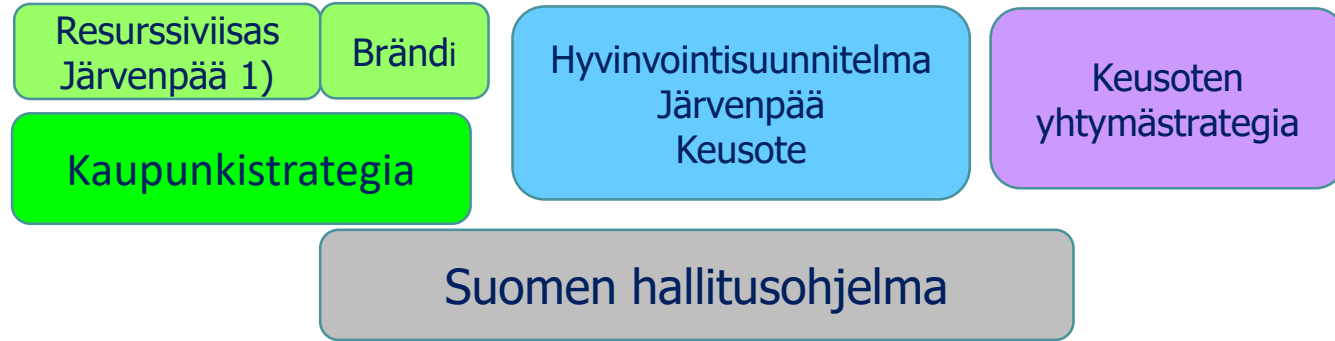 Resurssiviisas
Järvenpää 1)
Brändi
Hyvinvointisuunnitelma
Järvenpää
Keusote
Keusoten
yhtymästrategia
Kaupunkistrategia
Suomen hallitusohjelma